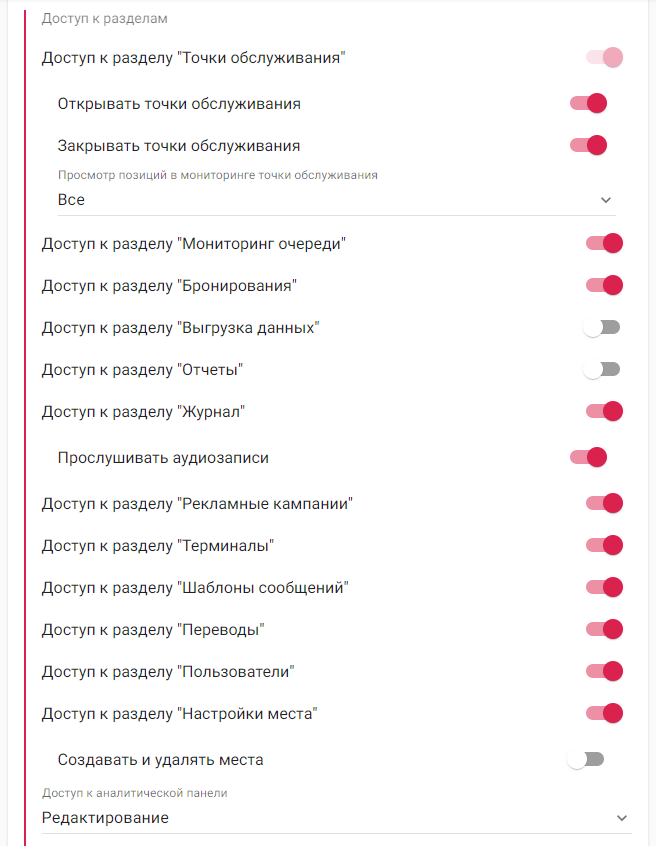 Доступ к разделам
Доступ к разделу "Точки обслуживания"
Открывать точки обслуживания
Закрывать точки обслуживания
Просмотр позиций в мониторинге точки обслуживания
Все
Доступ к разделу "Мониторинг очереди"
Доступ к разделу "Бронирования"
Доступ к разделу "Выгрузка данных"
Доступ к разделу "Отчеты"
Доступ к разделу "Журнал"
Прослушивать аудиозаписи
Доступ к разделу "Рекламные кампании"
Доступ к разделу "Терминалы"
Доступ к разделу "Шаблоны сообщений"
Доступ к разделу "Переводы"
Доступ к разделу "Пользователи"
Доступ к разделу "Настройки места"
Создавать и удалять места
Доступ к аналитической панели
Редактирование